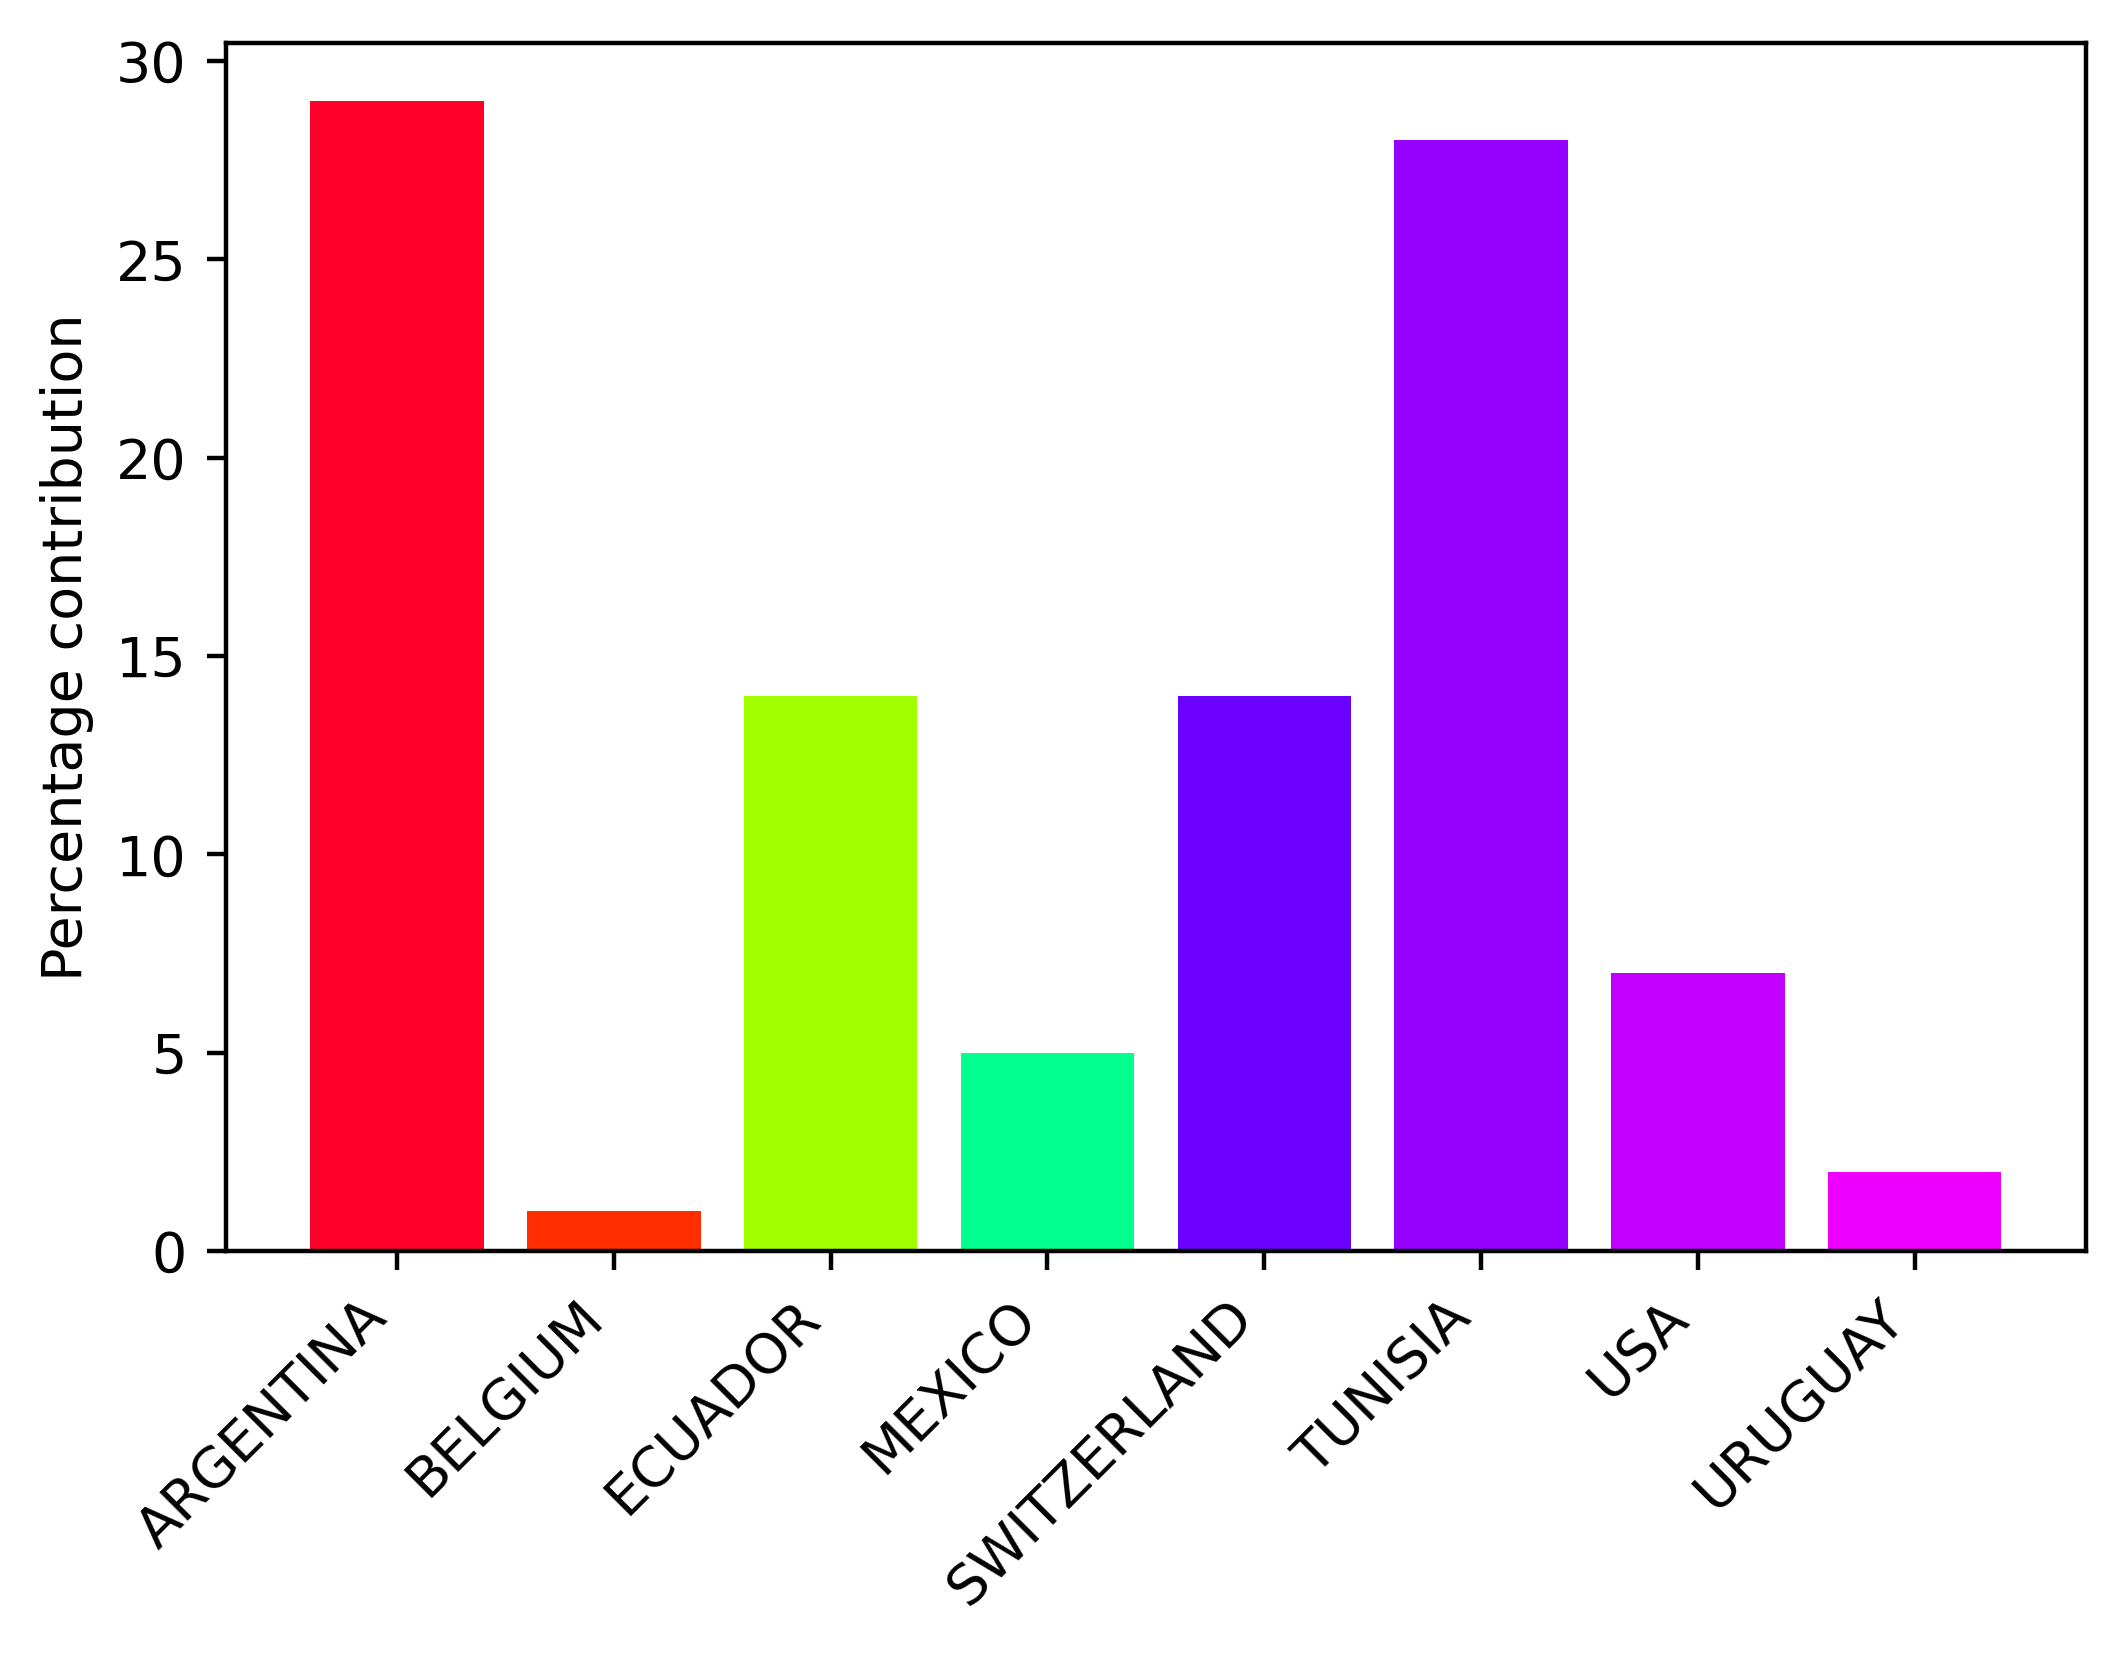 Percentage contribution
30
25
20
15
10
5
0
ARGENTINA
BELGIUM
ECUADOR
MEXICO
SWITZERLAND
TUNISIA
USA
URUGUAY